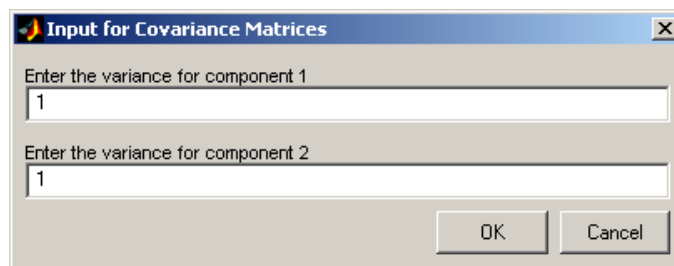 Input for Covariance Matrices
Enter the variance for component 1
1
Enter the variance for component 2
1
OK Cancel